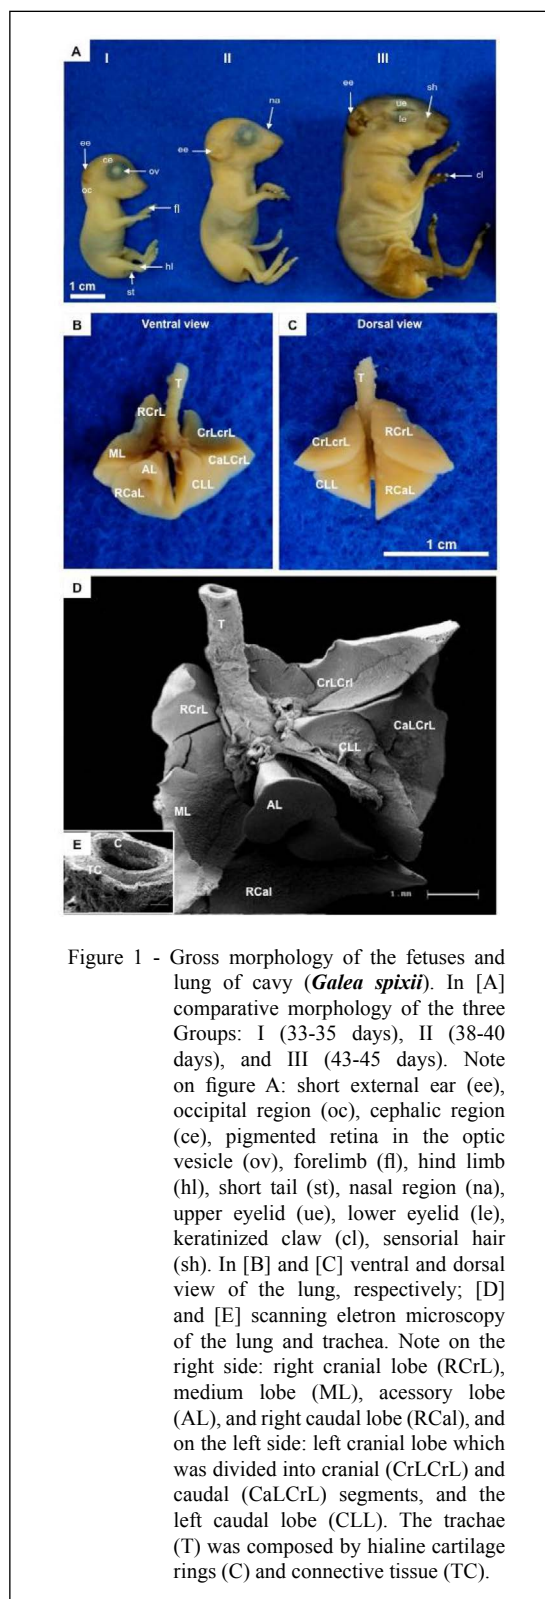 A
I
II
III
ee
ce
ov
oc
fl
hl
st
1 cm
na
ee
ee
ue
sh
le
cl
B
Ventral view
T
RCrL
CrLcrL
ML
AL
CaLCrL
RCaL
CLL
C
Dorsal view
T
CrLcrL
RCrL
CLL
RCaL
1 cm
D
T
CrLCrl
RCrL
CaLCrL
CLL
AL
ML
RCal
1 mm
E
C
TC
Figure 1 - Gross morphology of the fetuses and
lung of cavy (Galea spixii). In [A]
comparative morphology of the three
Groups: I (33-35 days), II (38-40
days), and III (43-45 days). Note
on figure A: short external ear (ee),
occipital region (oc), cephalic region
(ce), pigmented retina in the optic
vesicle (ov), forelimb (fl), hind limb
(hl), short tail (st), nasal region (na),
upper eyelid (ue), lower eyelid (le),
keratinized claw (cl), sensorial hair
(sh). In [B] and [C] ventral and dorsal
view of the lung, respectively; [D]
and [E] scanning eletron microscopy
of the lung and trachea. Note on the
right side: right cranial lobe (RCrL),
medium lobe (ML), acessory lobe
(AL), and right caudal lobe (RCal), and
on the left side: left cranial lobe which
was divided into cranial (CrLCrL) and
caudal (CaLCrL) segments, and the
left caudal lobe (CLL). The trachae
(T) was composed by hialine cartilage
rings (C) and connective tissue (TC).